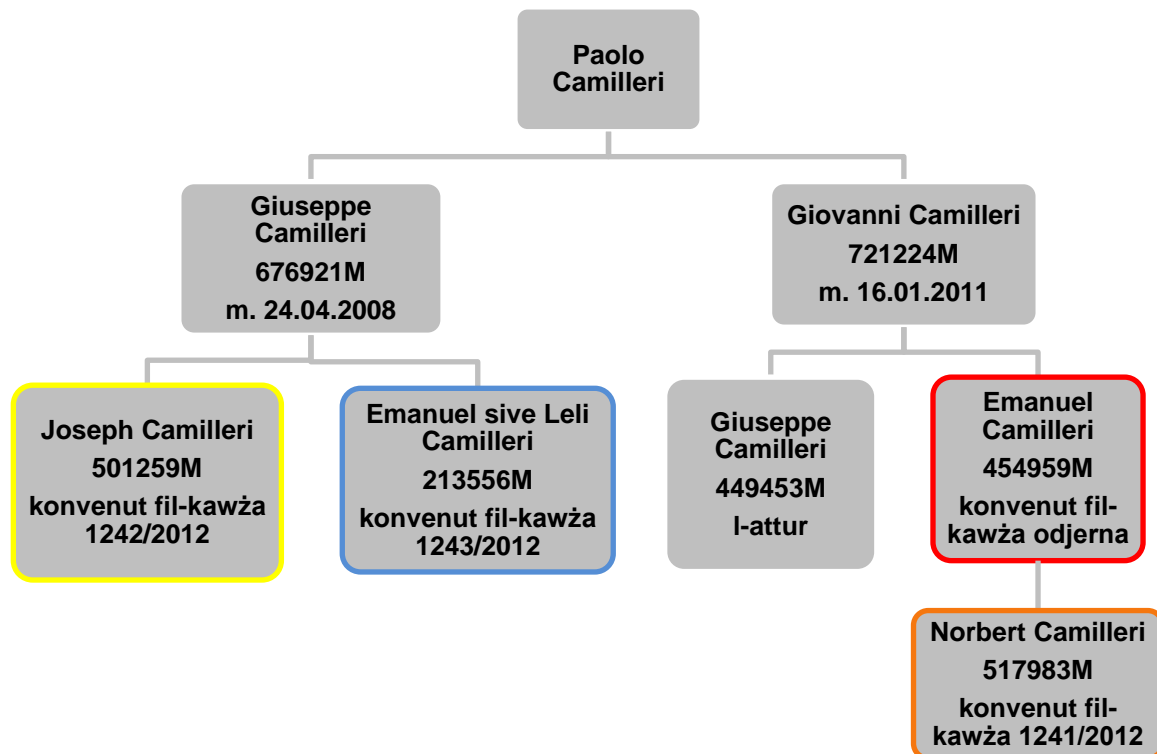 Paolo
Camilleri
Giuseppe
Camilleri
676921M
m. 24.04.2008
Giovanni Camilleri
721224M
m. 16.01.2011
Joseph Camilleri
501259M
konvenut fil-kawża
1242/2012
Emanuel sive Leli
Camilleri
213556M
konvenut fil-kawża
1243/2012
Giuseppe
Camilleri
449453M
l-attur
Emanuel
Camilleri
454959M
konvenut fil-
kawża odjerna
Norbert Camilleri
517983M
konvenut fil-
kawża 1241/2012